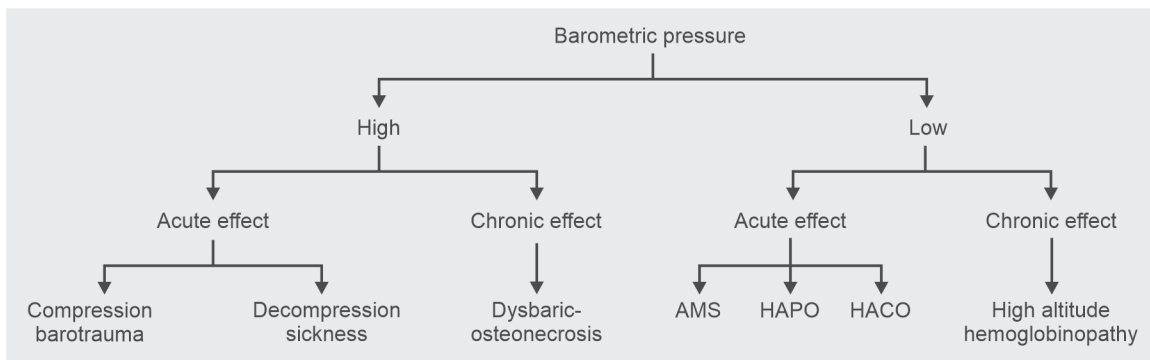 Barometric pressure
High
Low
Acute effect
Chronic effect
Acute effect
Chronic effect
Compression
barotrauma
Decompression
sickness
Dysbaric-
osteonecrosis
AMS
HAPO
HACO
High altitude
hemoglobinopathy